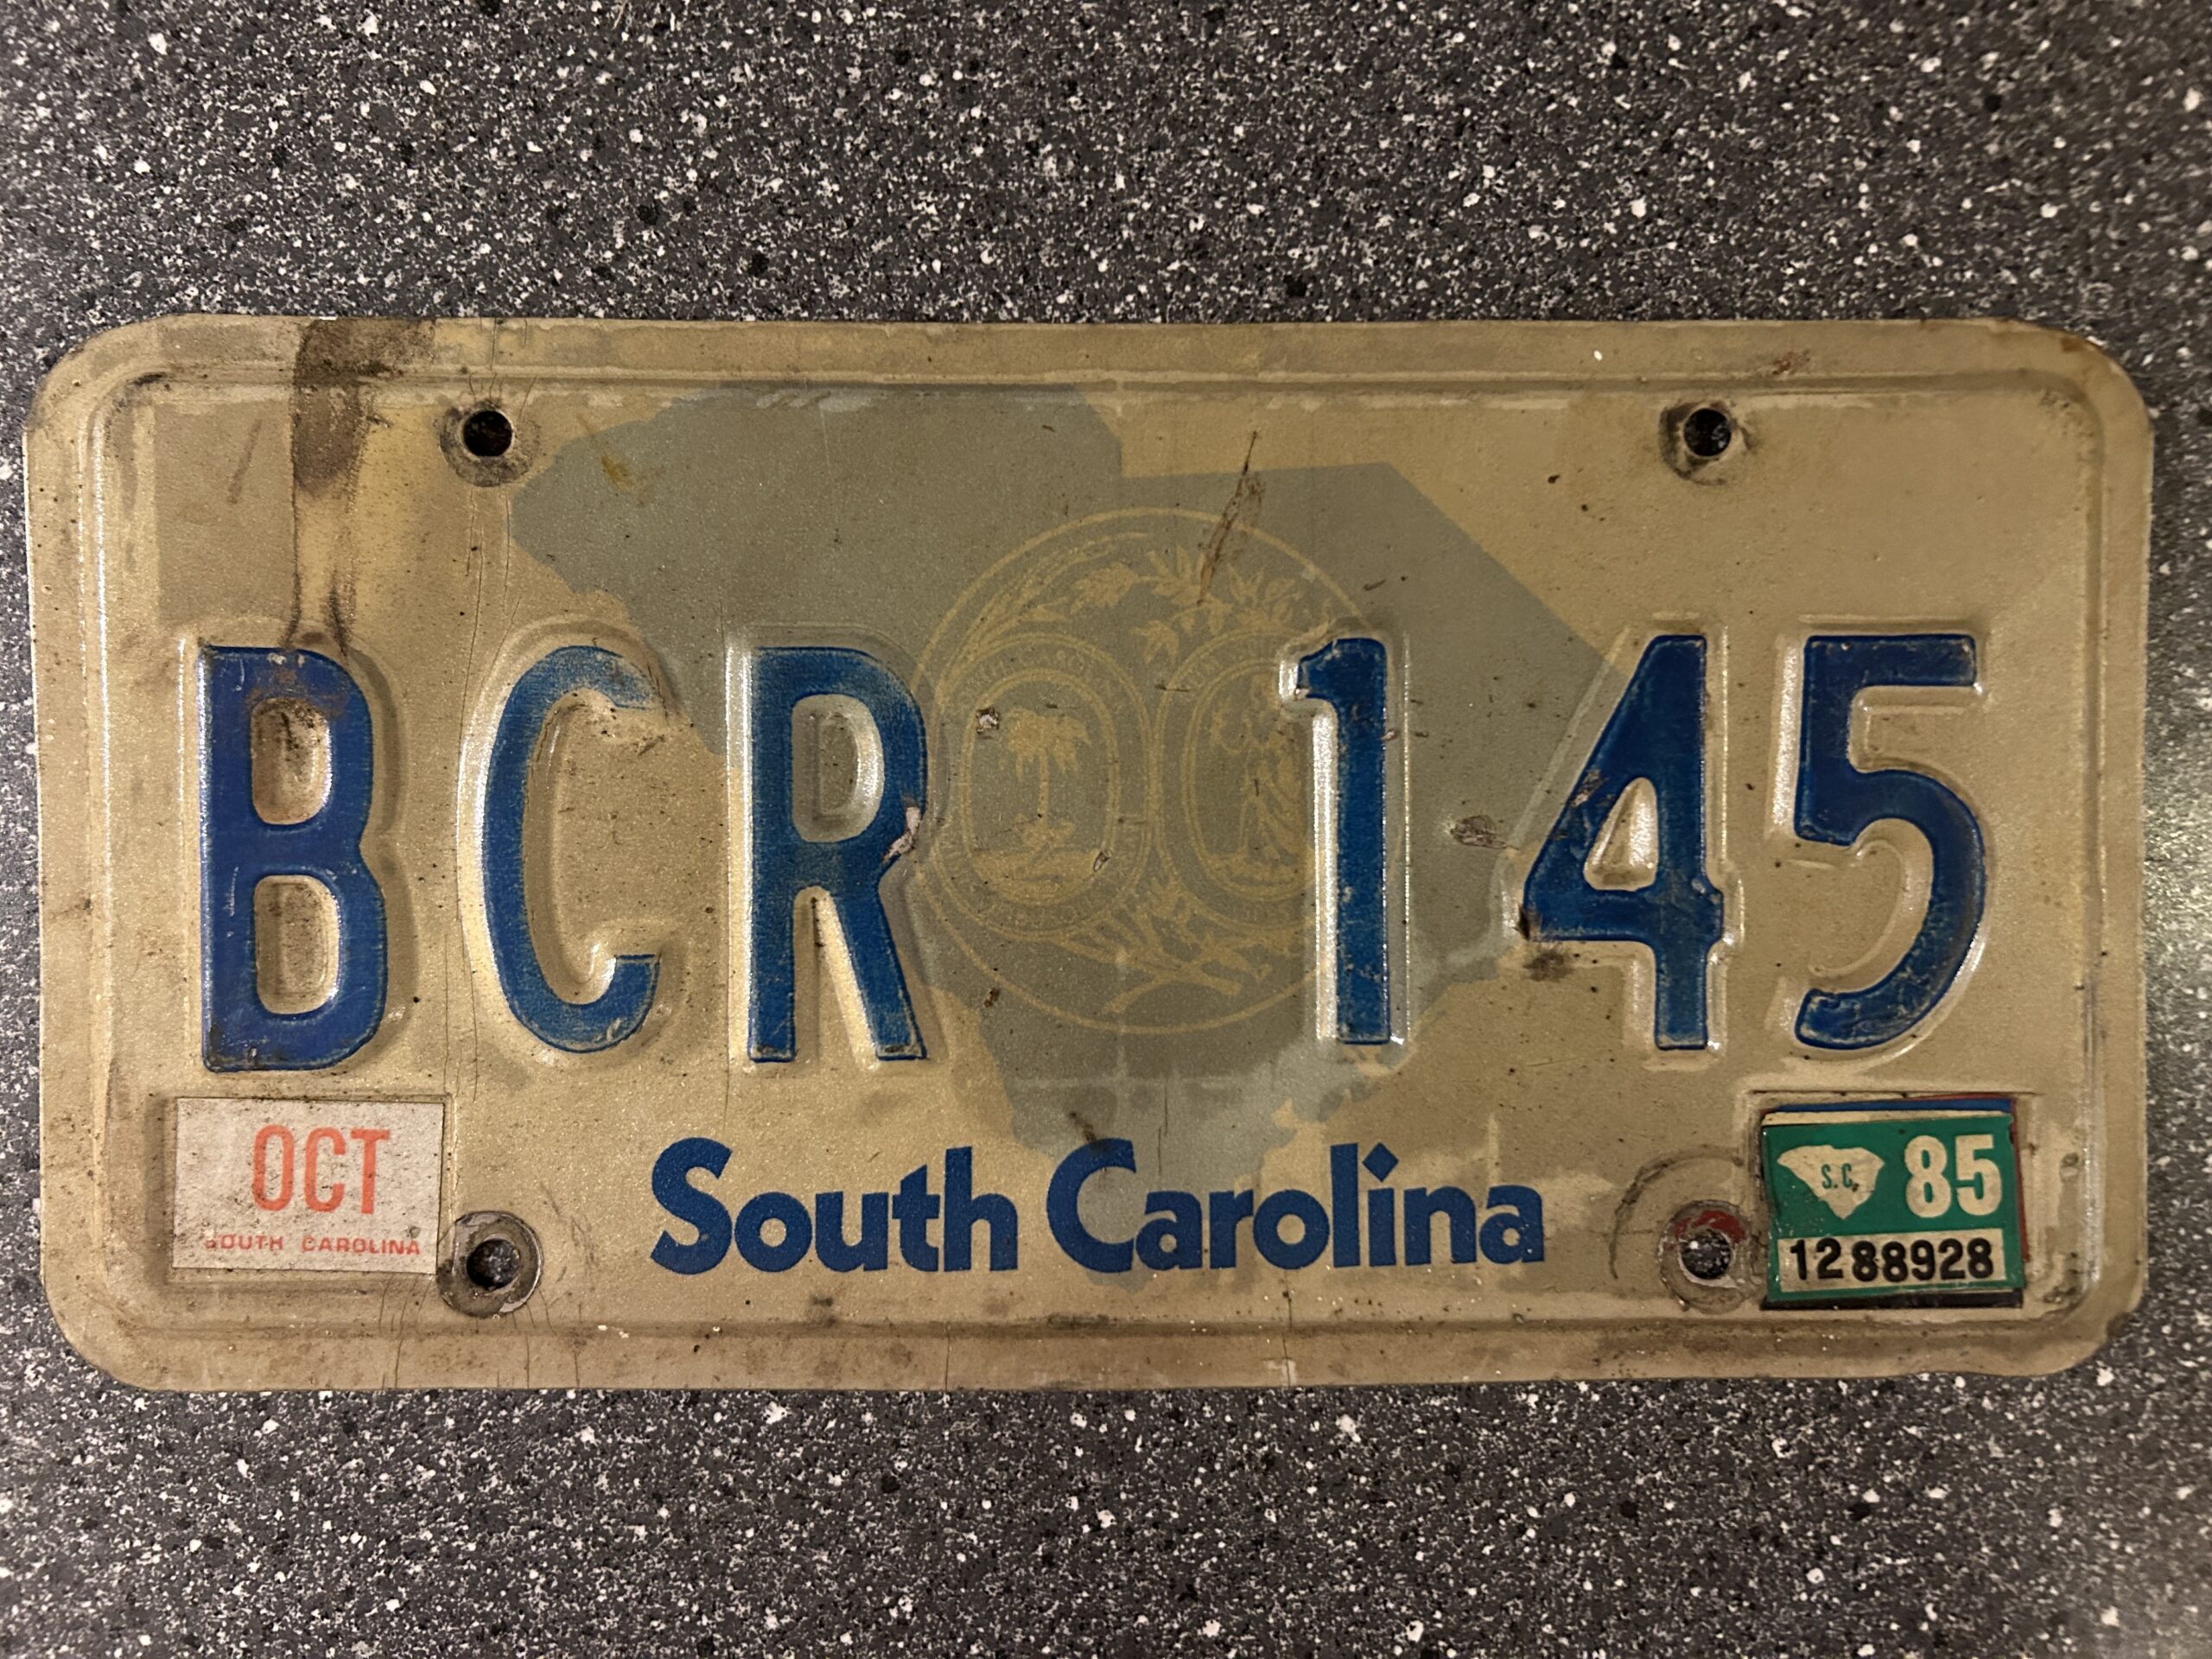 BCR 145
OCT
SOUTH CAROLINA
South Carolina
S.C. 85
1288928